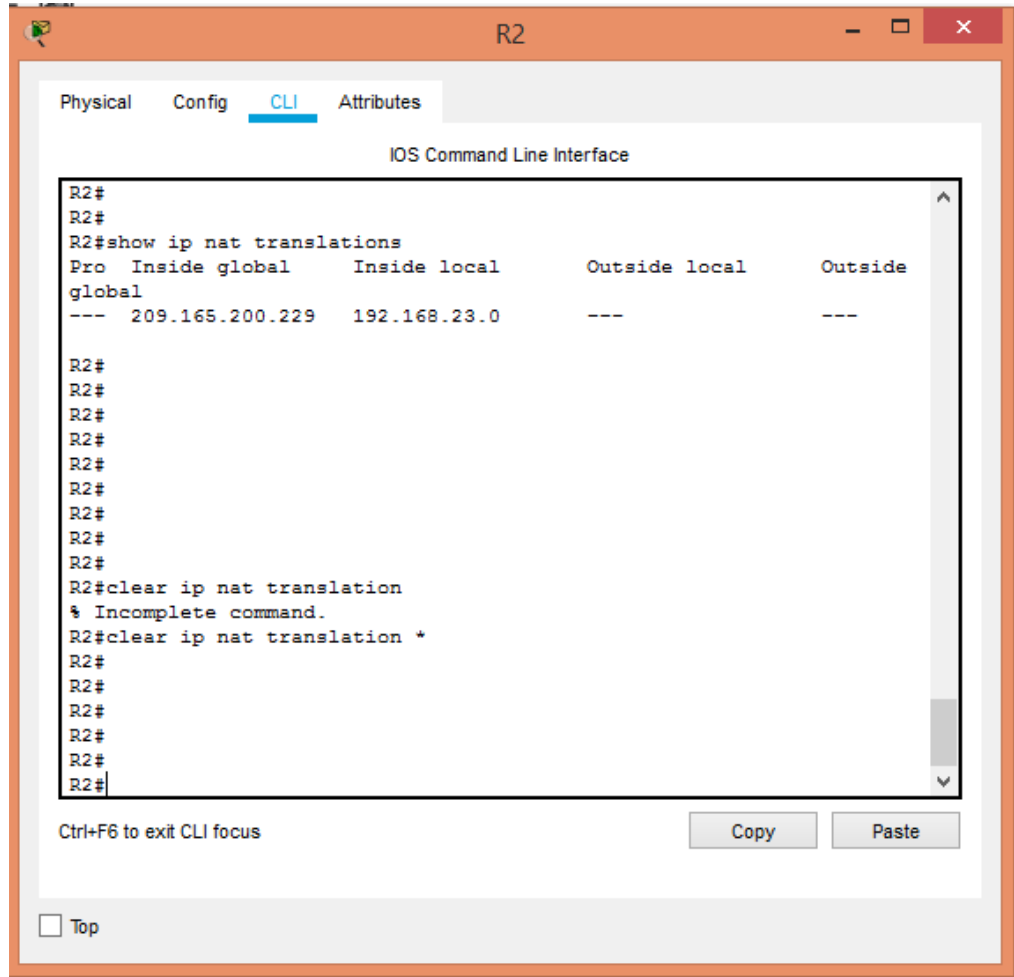 R2
Physical Config CLI Attributes
IOS Command Line Interface
R2#
R2#
R2#show ip nat translations
Pro  Inside global     Inside local       Outside local      Outside
global
---  209.165.200.229   192.168.23.0       ---                ---
R2#
R2#
R2#
R2#
R2#
R2#
R2#
R2#
R2#
R2#clear ip nat translation
% Incomplete command.
R2#clear ip nat translation *
R2#
R2#
R2#
R2#
R2#
R2#
Ctrl+F6 to exit CLI focus
Copy
Paste
Top